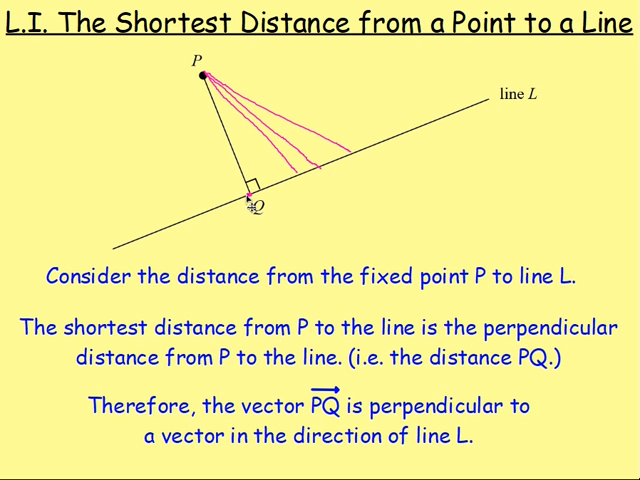 L.I. The Shortest Distance from a Point to a Line
P
line L
Q
Consider the distance from the fixed point P to line L.
The shortest distance from P to the line is the perpendicular
distance from P to the line. (i.e. the distance PQ.)
Therefore, the vector PQ is perpendicular to
a vector in the direction of line L.